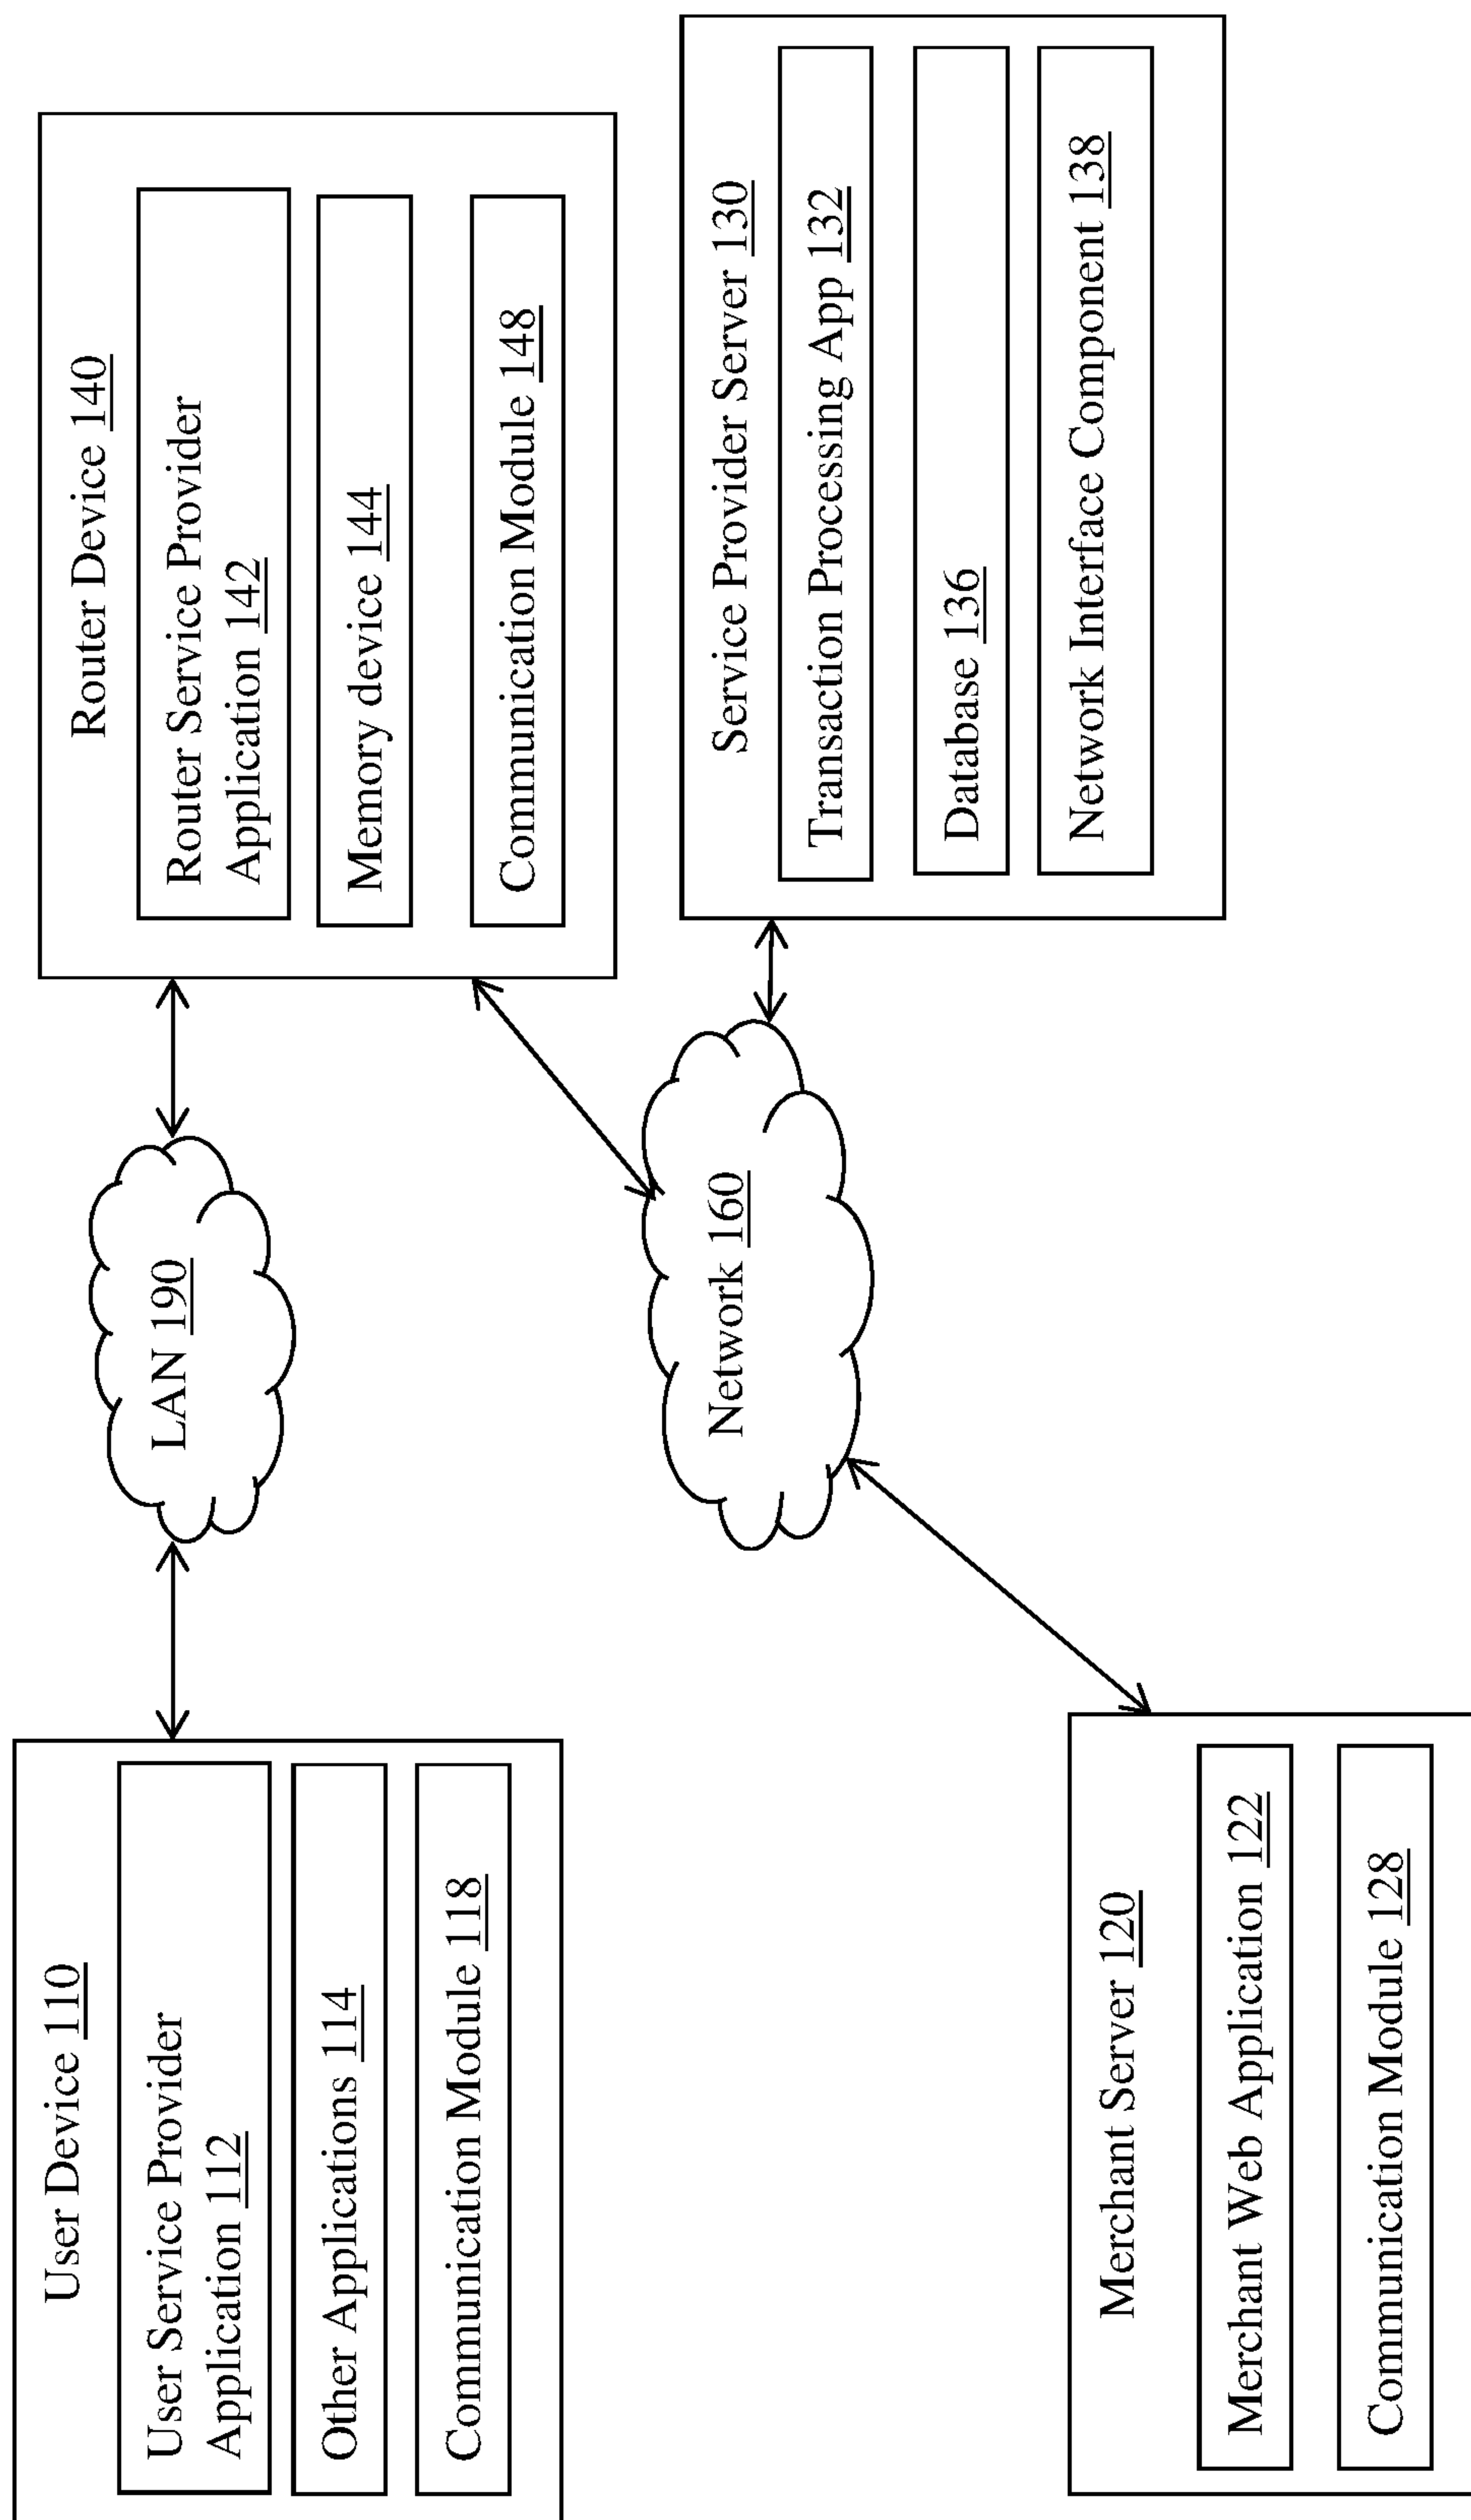 User Device 110
User Service Provider
Application 112
Other Applications 114
Communication Module 118
LAN 190
Router Device 140
Router Service Provider
Application 142
Memory device 144
Communication Module 148
Network 160
Service Provider Server 130
Transaction Processing App 132
Database 136
Network Interface Component 138
Merchant Server 120
Merchant Web Application 122
Communication Module 128